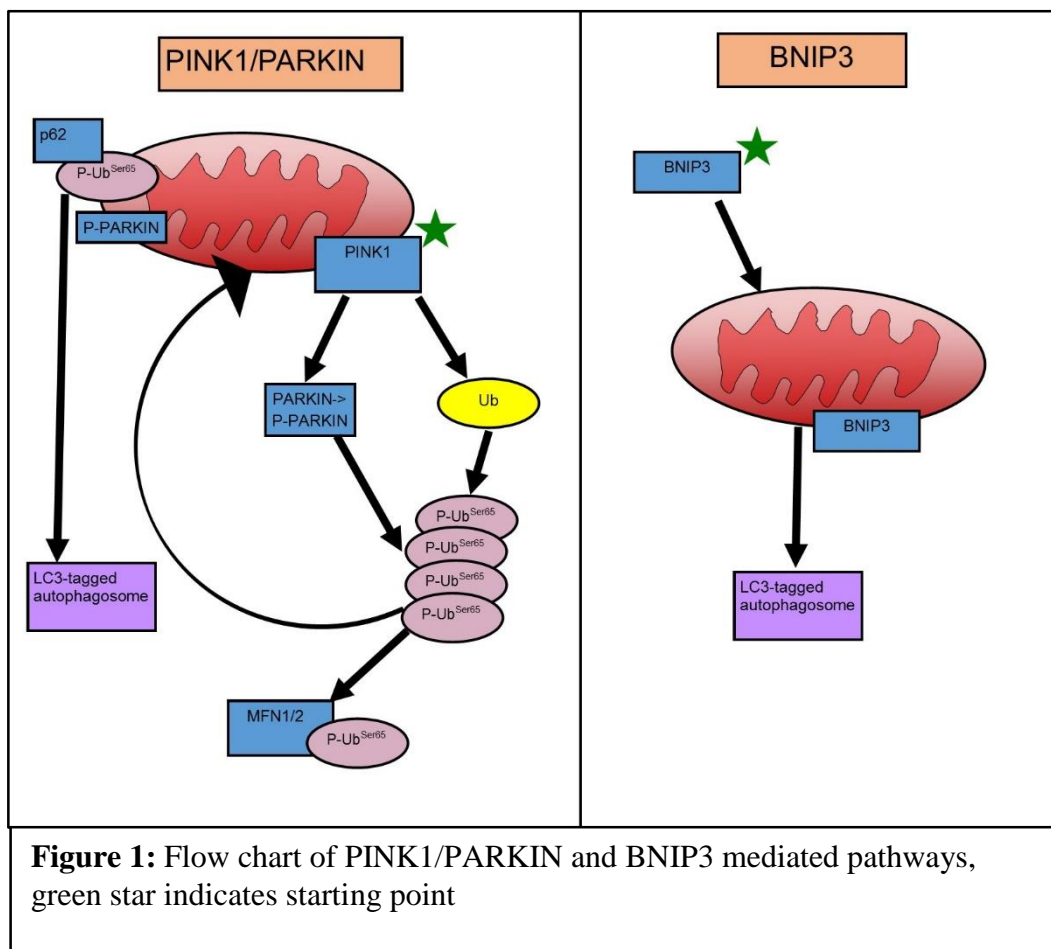 PINK1/PARKIN
p62
P-Ub^Ser65
P-PARKIN
PINK1
PARKIN->
P-PARKIN
Ub
P-Ub^Ser65
P-Ub^Ser65
P-Ub^Ser65
P-Ub^Ser65
LC3-tagged
autophagosome
MFN1/2
P-Ub^Ser65
BNIP3
BNIP3
BNIP3
LC3-tagged
autophagosome
Figure 1: Flow chart of PINK1/PARKIN and BNIP3 mediated pathways,
green star indicates starting point